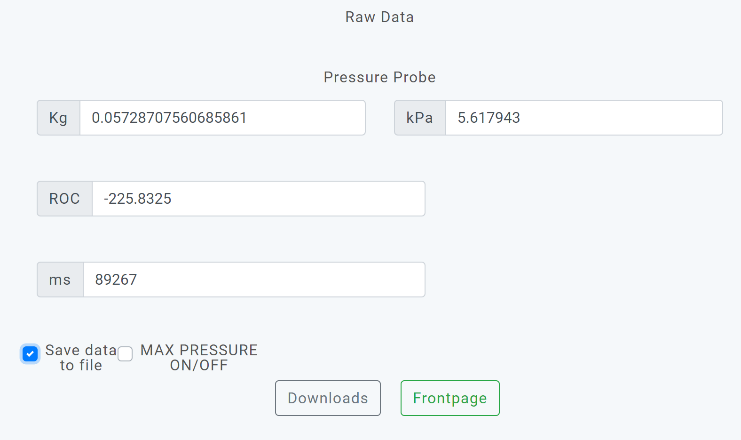 Raw Data
Pressure Probe
Kg 0.05728707560685861 kPa 5.617943
ROC -225.8325
ms 89267
Save data MAX PRESSURE
to file ON/OFF
Downloads Frontpage